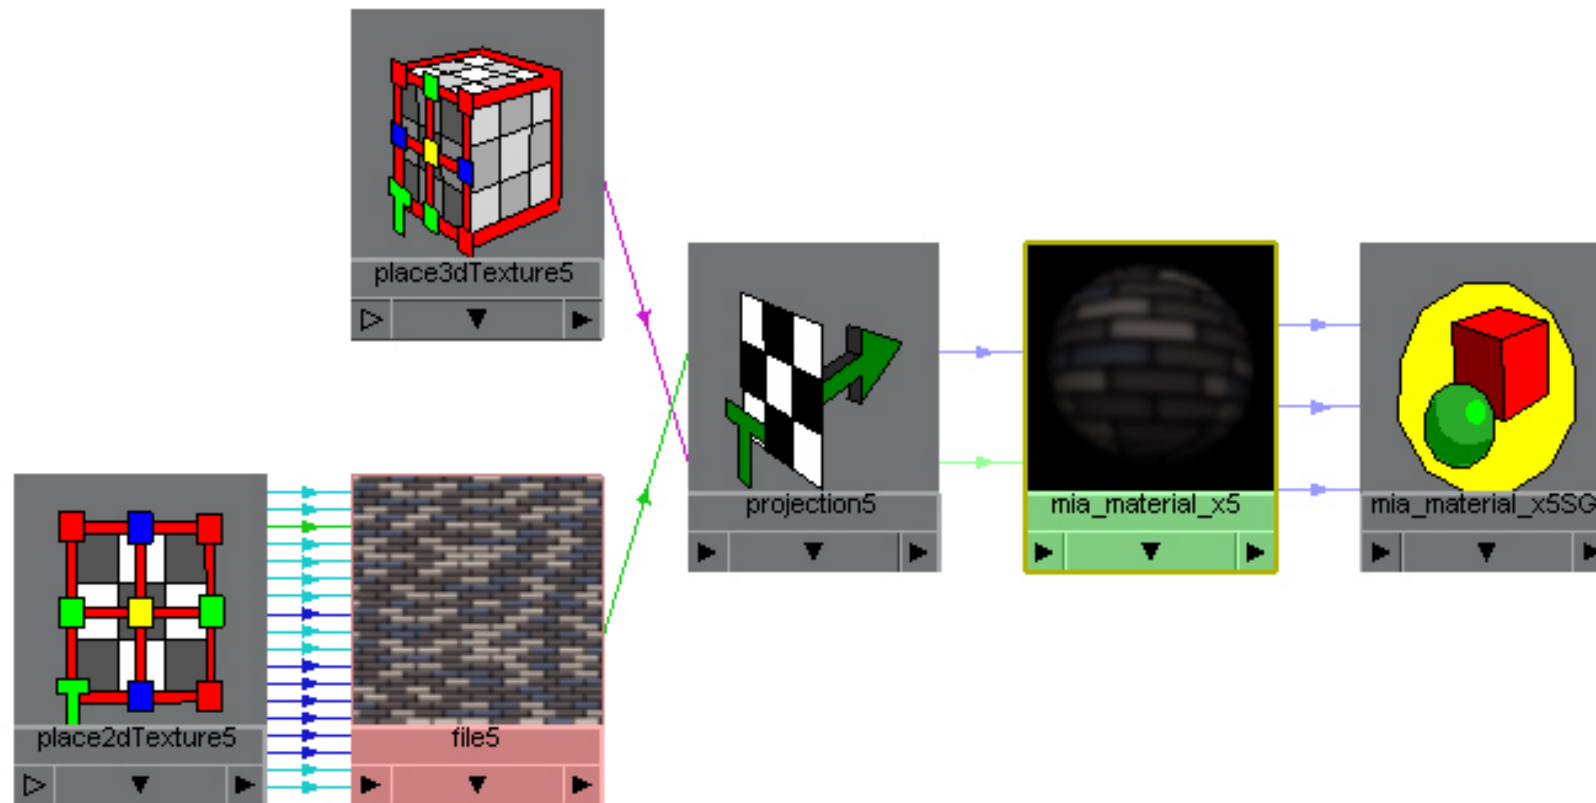 place3dTexture5
projection5
mia_material_x5
mia_material_x5SG
place2dTexture5
file5